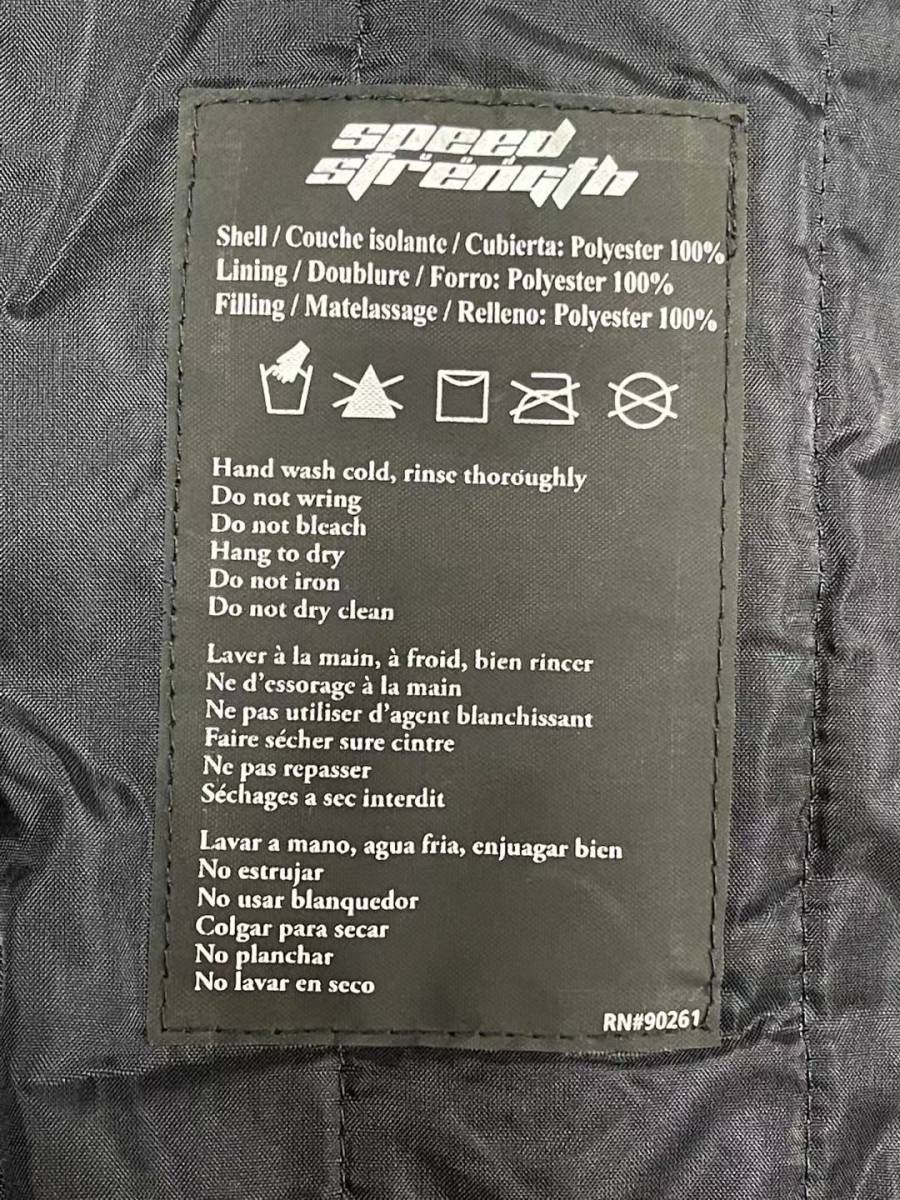 speed
strength
Shell / Couche isolante / Cubierta: Polyester 100%
Lining / Doublure / Forro: Polyester 100%
Filling / Matelassage / Relleno: Polyester 100%
Hand wash cold, rinse thoroughly
Do not wring
Do not bleach
Hang to dry
Do not iron
Do not dry clean
Laver à la main, à froid, bien rincer
Ne d'essorage à la main
Ne pas utiliser d'agent blanchissant
Faire sécher sure cintre
Ne pas repasser
Séchages a sec interdit
Lavar a mano, agua fria, enjuagar bien
No estrujar
No usar blanquedor
Colgar para secar
No planchar
No lavar en seco
RN#90261